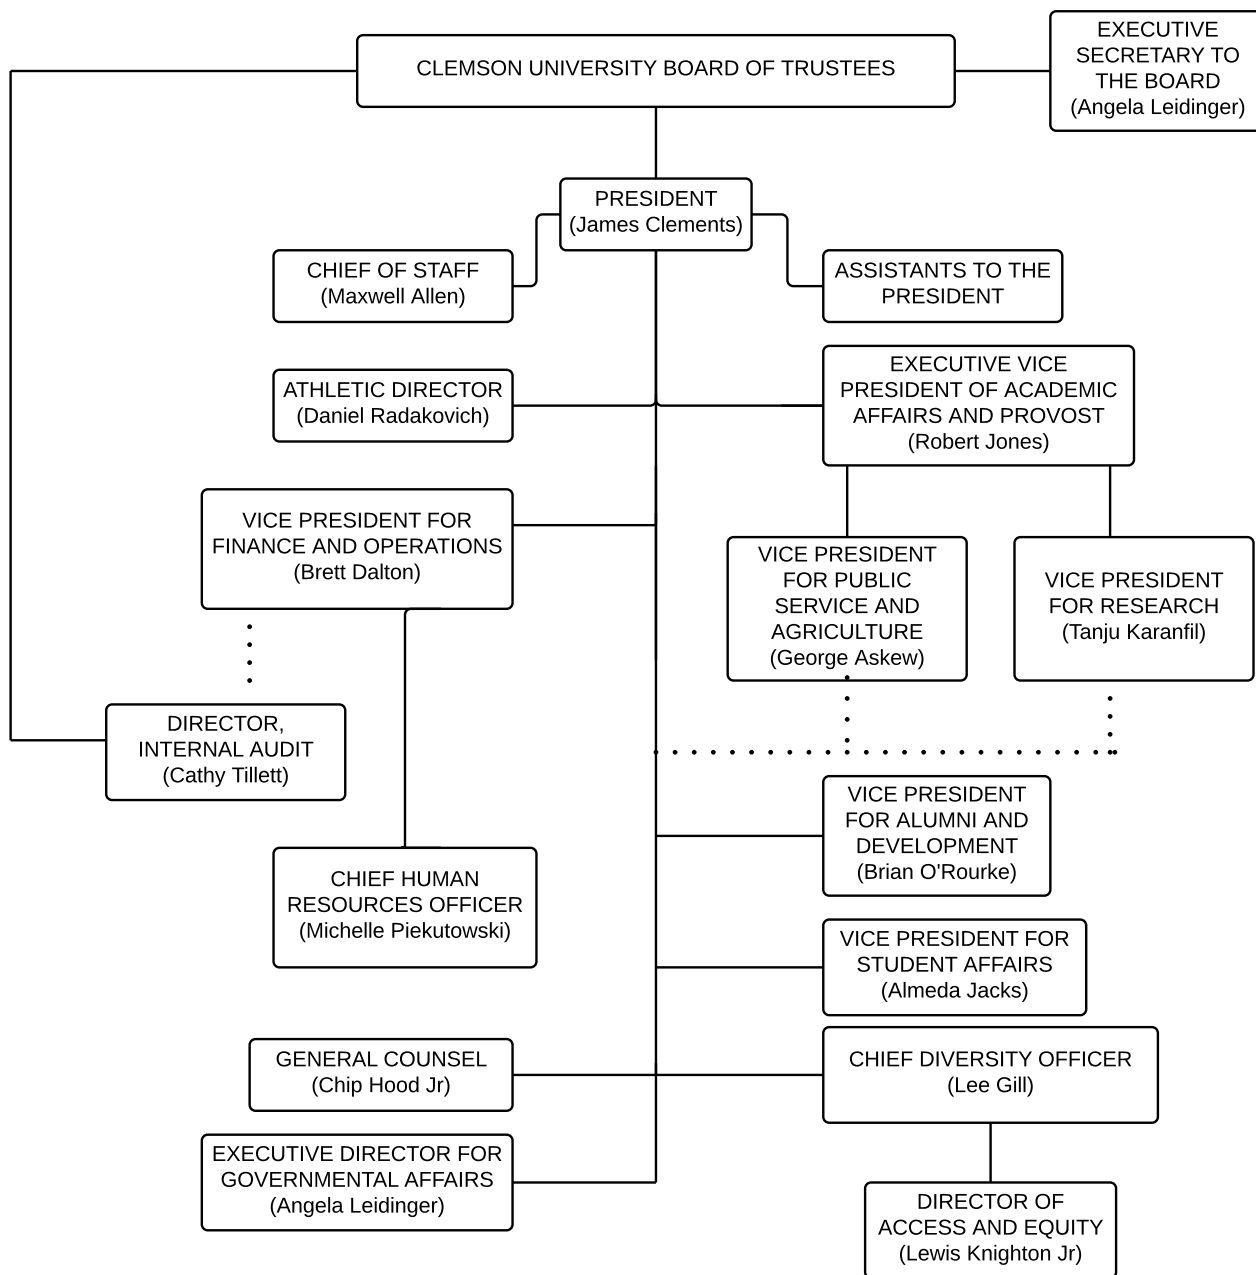 CLEMSON UNIVERSITY BOARD OF TRUSTEES
EXECUTIVE
SECRETARY TO
THE BOARD
(Angela Leidinger)
PRESIDENT
(James Clements)
CHIEF OF STAFF
(Maxwell Allen)
ASSISTANTS TO THE
PRESIDENT
ATHLETIC DIRECTOR
(Daniel Radakovich)
EXECUTIVE VICE
PRESIDENT OF ACADEMIC
AFFAIRS AND PROVOST
(Robert Jones)
VICE PRESIDENT FOR
FINANCE AND OPERATIONS
(Brett Dalton)
VICE PRESIDENT
FOR PUBLIC
SERVICE AND
AGRICULTURE
(George Askew)
VICE PRESIDENT
FOR RESEARCH
(Tanju Karanfil)
DIRECTOR,
INTERNAL AUDIT
(Cathy Tillett)
VICE PRESIDENT
FOR ALUMNI AND
DEVELOPMENT
(Brian O'Rourke)
CHIEF HUMAN
RESOURCES OFFICER
(Michelle Piekutowski)
VICE PRESIDENT FOR
STUDENT AFFAIRS
(Almeda Jacks)
GENERAL COUNSEL
(Chip Hood Jr)
CHIEF DIVERSITY OFFICER
(Lee Gill)
EXECUTIVE DIRECTOR FOR
GOVERNMENTAL AFFAIRS
(Angela Leidinger)
DIRECTOR OF
ACCESS AND EQUITY
(Lewis Knighton Jr)